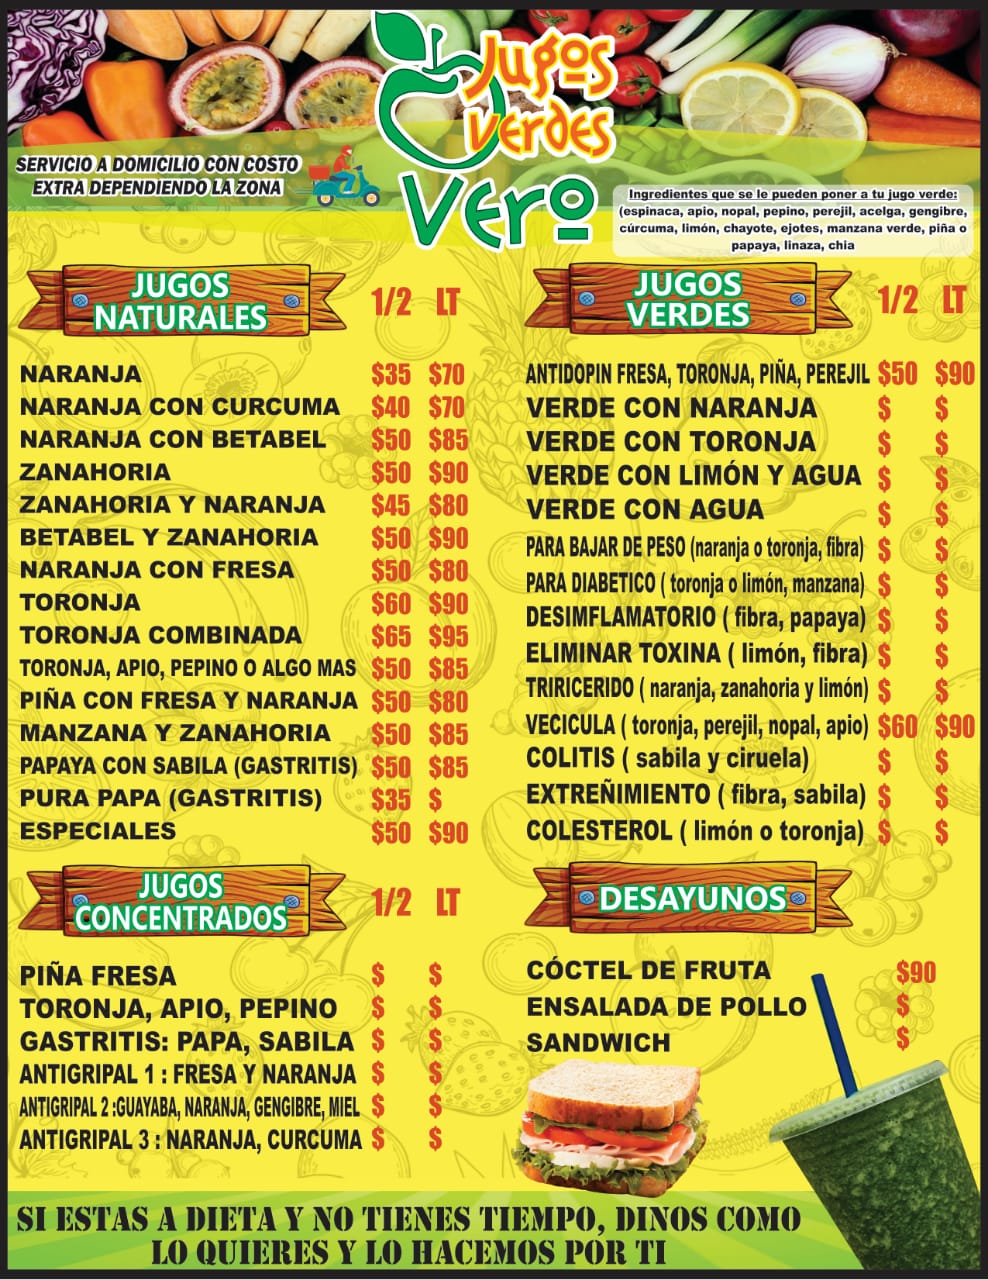 Jugos
verdes
Vero
SERVICIO A DOMICILIO CON COSTO
EXTRA DEPENDIENDO LA ZONA
Ingredientes que se le pueden poner a tu jugo verde:
(espinaca, apio, nopal, pepino, perejil, acelga, gengibre,
cúrcuma, limón, chayote, ejotes, manzana verde, piña o
papaya, linaza, chia
JUGOS
NATURALES
1/2 LT
NARANJA $35 $70
NARANJA CON CURCUMA $40 $70
NARANJA CON BETABEL $50 $85
ZANAHORIA $50 $90
ZANAHORIA Y NARANJA $45 $80
BETABEL Y ZANAHORIA $50 $90
NARANJA CON FRESA $50 $80
TORONJA $60 $90
TORONJA COMBINADA $65 $95
TORONJA, APIO, PEPINO O ALGO MAS $50 $85
PIÑA CON FRESA Y NARANJA $50 $80
MANZANA Y ZANAHORIA $50 $85
PAPAYA CON SABILA (GASTRITIS) $50 $85
PURA PAPA (GASTRITIS) $35 $
ESPECIALES $50 $90
JUGOS
CONCENTRADOS
1/2 LT
PIÑA FRESA $ $
TORONJA, APIO, PEPINO $ $
GASTRITIS: PAPA, SABILA $ $
ANTIGRIPAL 1 : FRESA Y NARANJA $ $
ANTIGRIPAL 2 :GUAYABA, NARANJA, GENGIBRE, MIEL $ $
ANTIGRIPAL 3 : NARANJA, CURCUMA $ $
JUGOS
VERDES
1/2 LT
ANTIDOPIN FRESA, TORONJA, PIÑA, PEREJIL $50 $90
VERDE CON NARANJA $ $
VERDE CON TORONJA $ $
VERDE CON LIMÓN Y AGUA $ $
VERDE CON AGUA $ $
PARA BAJAR DE PESO (naranja o toronja, fibra) $ $
PARA DIABETICO ( toronja o limón, manzana) $ $
DESIMFLAMATORIO ( fibra, papaya) $ $
ELIMINAR TOXINA ( limón, fibra) $ $
TRIRICERIDO ( naranja, zanahoria y limón) $ $
VECICULA ( toronja, perejil, nopal, apio) $60 $90
COLITIS ( sabila y ciruela) $ $
EXTREÑIMIENTO ( fibra, sabila) $ $
COLESTEROL ( limón o toronja) $ $
DESAYUNOS
CÓCTEL DE FRUTA $90
ENSALADA DE POLLO $
SANDWICH $
SI ESTAS A DIETA Y NO TIENES TIEMPO, DINOS COMO
LO QUIERES Y LO HACEMOS POR TI